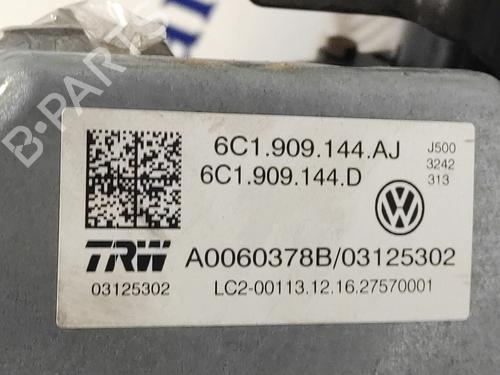 B-PARTS
6C1.909.144.AJ
6C1.909.144.D
J500
3242
313
TRW
A0060378B/03125302
03125302
LC2-00113.12.16.27570001